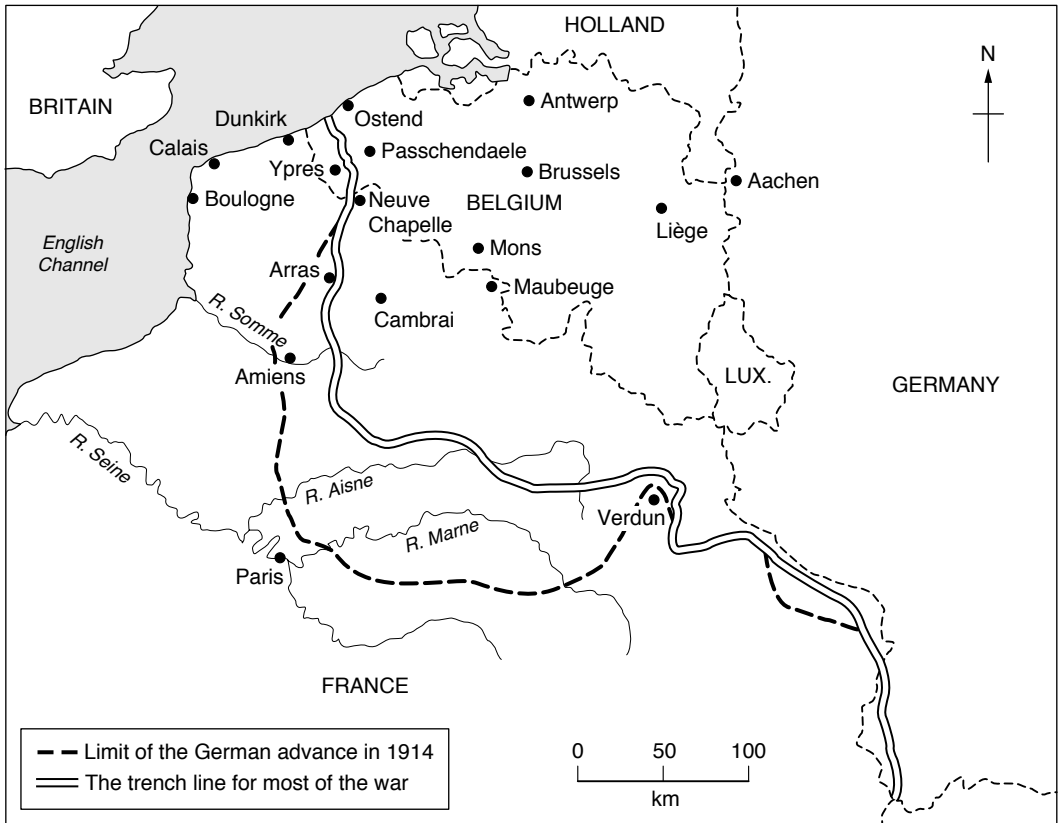 HOLLAND
N
BRITAIN
Antwerp
Dunkirk
Ostend
Calais
Passchendaele
Ypres
Brussels
Aachen
Boulogne
Neuve
Chapelle
BELGIUM
Liège
English
Channel
Mons
Arras
Maubeuge
R. Somme
Cambrai
Amiens
LUX.
GERMANY
R. Seine
R. Aisne
Verdun
R. Marne
Paris
FRANCE
Limit of the German advance in 1914
The trench line for most of the war
0 50 100
km